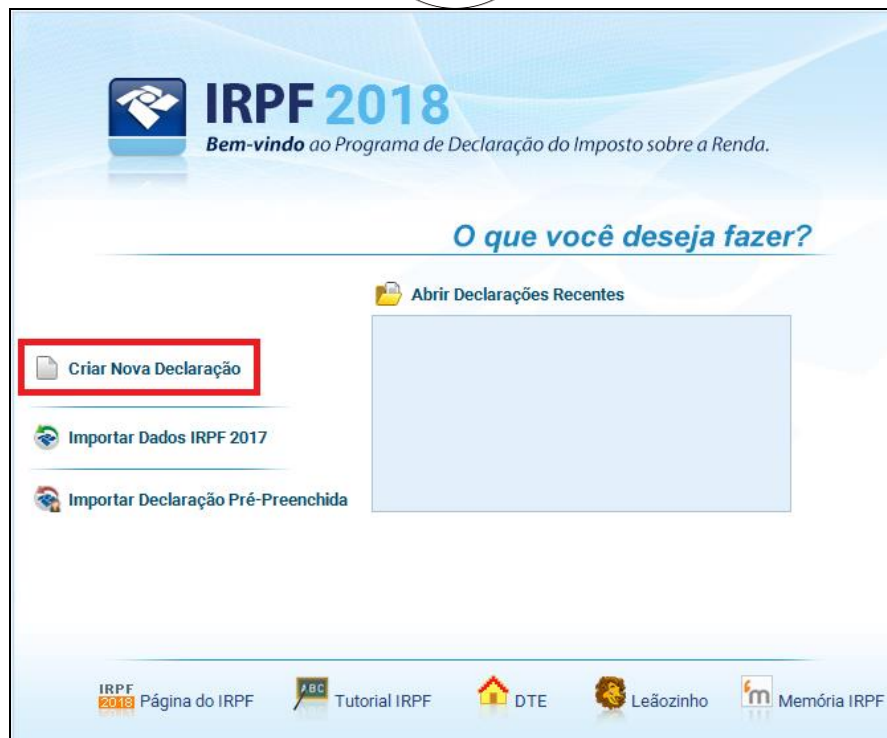 IRPF 2018
Bem-vindo ao Programa de Declaração do Imposto sobre a Renda.
O que você deseja fazer?
Abrir Declarações Recentes
Criar Nova Declaração
Importar Dados IRPF 2017
Importar Declaração Pré-Preenchida
IRPF 2018 Página do IRPF
ABC Tutorial IRPF
DTE
Leãozinho
m Memória IRPF